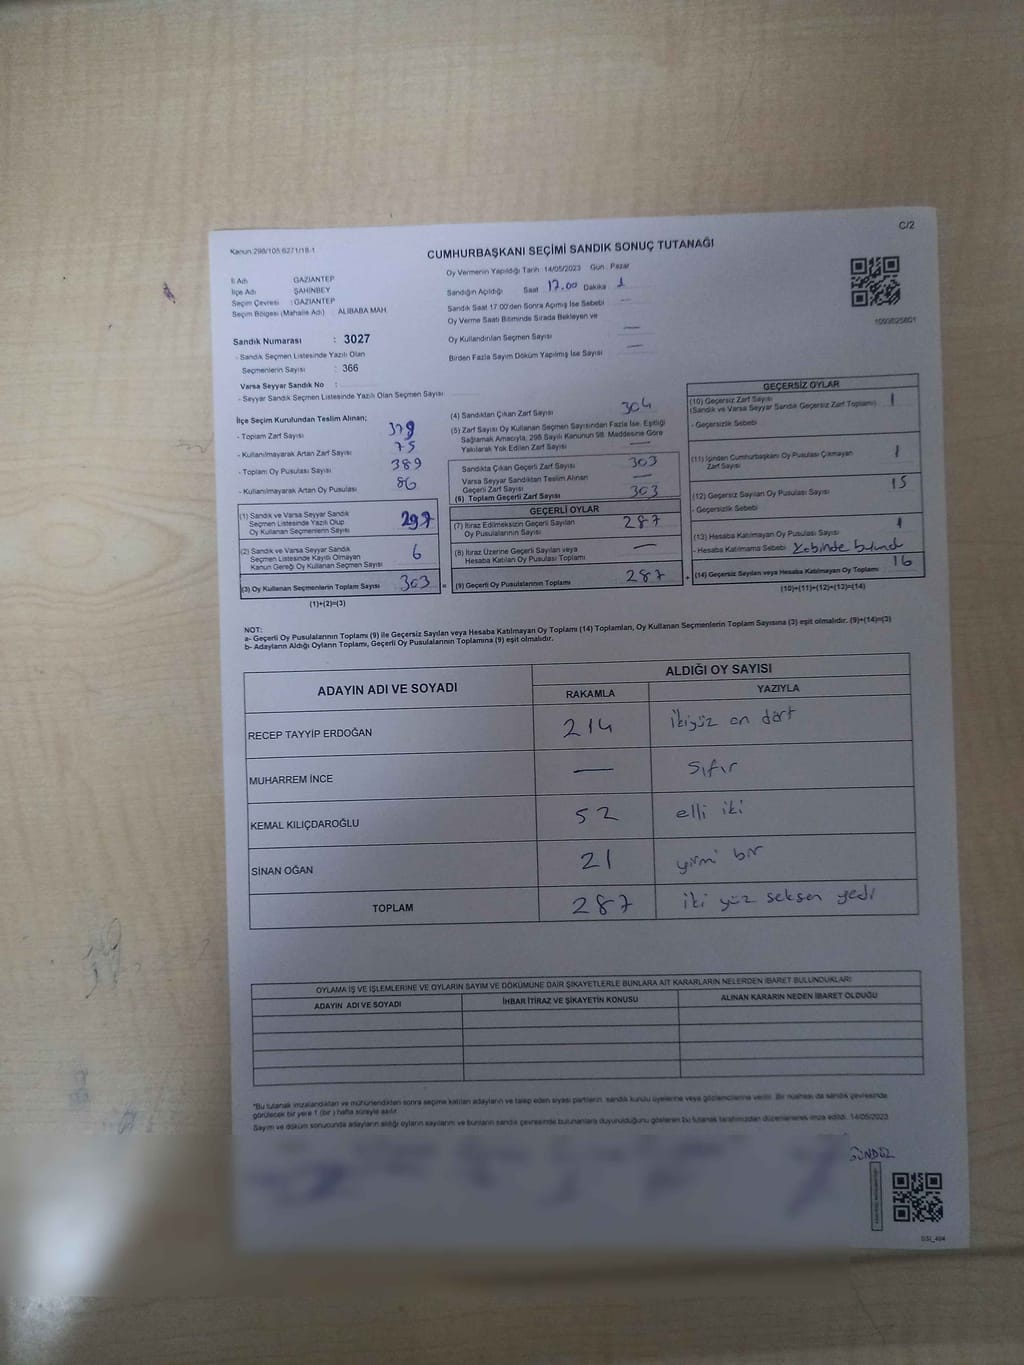 C/2
Kanun 298/105 6271/18-1
CUMHURBAŞKANI SEÇİMİ SANDIK SONUÇ TUTANAĞI
İl Adı GAZİANTEP
İlçe Adı ŞAHİNBEY
Seçim Çevresi : GAZİANTEP
Seçim Bölgesi (Mahalle Adı) : ALİBABA MAH.
Oy Vermenin Yapıldığı Tarih : 14/05/2023 Gün : Pazar
Sandığın Açıldığı Saat 17.00 Dakika 1
Sandık Saat 17:00'den Sonra Açılmış İse Sebebi —
Oy Verme Saati Bitiminde Sırada Bekleyen ve
Oy Kullandırılan Seçmen Sayısı —
Birden Fazla Sayım Döküm Yapılmış İse Sayısı —
1093625801
Sandık Numarası : 3027
- Sandık Seçmen Listesinde Yazılı Olan
Seçmenlerin Sayısı : 366
Varsa Seyyar Sandık No :
- Seyyar Sandık Seçmen Listesinde Yazılı Olan Seçmen Sayısı
İlçe Seçim Kurulundan Teslim Alınan;
- Toplam Zarf Sayısı
- Kullanılmayarak Artan Zarf Sayısı 75
- Toplam Oy Pusulası Sayısı 389
- Kullanılmayarak Artan Oy Pusulası 86
(1) Sandık ve Varsa Seyyar Sandık
Seçmen Listesinde Yazılı Olup
Oy Kullanan Seçmenlerin Sayısı 297
(2) Sandık ve Varsa Seyyar Sandık
Seçmen Listesinde Kayıtlı Olmayan
Kanun Gereği Oy Kullanan Seçmen Sayısı 6
(3) Oy Kullanan Seçmenlerin Toplam Sayısı 303 =
(1)+(2)=(3)
(4) Sandıktan Çıkan Zarf Sayısı 304
(5) Zarf Sayısı Oy Kullanan Seçmen Sayısından Fazla İse, Eşitliği
Sağlamak Amacıyla, 298 Sayılı Kanunun 98. Maddesine Göre
Yakılarak Yok Edilen Zarf Sayısı —
Sandıkta Çıkan Geçerli Zarf Sayısı 303
Varsa Seyyar Sandıktan Teslim Alınan
Geçerli Zarf Sayısı —
(6) Toplam Geçerli Zarf Sayısı 303
GEÇERLİ OYLAR
(7) İtiraz Edilmeksizin Geçerli Sayılan
Oy Pusulalarının Sayısı 287
(8) İtiraz Üzerine Geçerli Sayılan veya
Hesaba Katılan Oy Pusulası Toplamı —
(9) Geçerli Oy Pusulalarının Toplamı 287 +
GEÇERSİZ OYLAR
(10) Geçersiz Zarf Sayısı 1
(Sandık ve Varsa Seyyar Sandık Geçersiz Zarf Toplamı)
- Geçersizlik Sebebi
(11) İçinden Cumhurbaşkanı Oy Pusulası Çıkmayan
Zarf Sayısı 1
(12) Geçersiz Sayılan Oy Pusulası Sayısı 15
- Geçersizlik Sebebi
(13) Hesaba Katılmayan Oy Pusulası Sayısı 1
- Hesaba Katılmama Sebebi
(14) Geçersiz Sayılan veya Hesaba Katılmayan Oy Toplamı 16
(10)+(11)+(12)+(13)=(14)
NOT:
a- Geçerli Oy Pusulalarının Toplamı (9) ile Geçersiz Sayılan veya Hesaba Katılmayan Oy Toplamı (14) Toplamları, Oy Kullanan Seçmenlerin Toplam Sayısına (3) eşit olmalıdır. (9)+(14)=(3)
b- Adayların Aldığı Oyların Toplamı, Geçerli Oy Pusulalarının Toplamına (9) eşit olmalıdır.
ADAYIN ADI VE SOYADI
ALDIĞI OY SAYISI
RAKAMLA YAZIYLA
RECEP TAYYİP ERDOĞAN 214 ikiyüz on dört
MUHARREM İNCE — sıfır
KEMAL KILIÇDAROĞLU 52 elli iki
SİNAN OĞAN 21 yirmi bir
TOPLAM 287 iki yüz seksen yedi
OYLAMA İŞ VE İŞLEMLERİNE VE OYLARIN SAYIM VE DÖKÜMÜNE DAİR ŞİKAYETLERLE BUNLARA AİT KARARLARIN NELERDEN İBARET BULUNDUKLARI
ADAYIN ADI VE SOYADI İHBAR İTİRAZ VE ŞİKAYETİN KONUSU ALINAN KARARIN NEDEN İBARET OLDUĞU
*Bu tutanak imzalandıktan ve mühürlendikten sonra seçime katılan adayların ve talep eden siyasi partilerin sandık kurulu üyelerine veya gözlemcilerine verilir. Bir nüshası da sandık çevresinde
görülecek bir yere 1 (bir) hafta süreyle asılır.
Sayım ve döküm sonucunda adayların aldığı oyların sayılarını ve bunların sandık çevresinde bulunanlara duyurulduğunu gösteren bu tutanak tarafımızdan düzenlenerek imza edildi. 14/05/2023
GÜNDÜZ